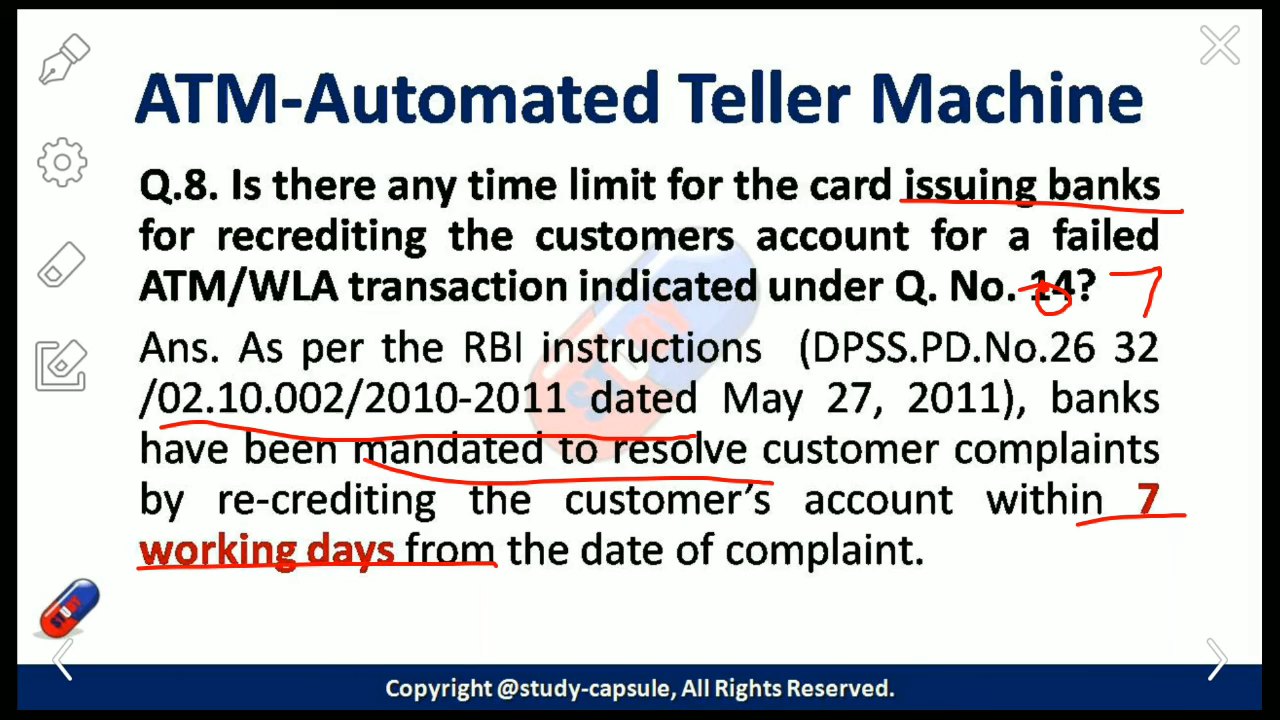 ATM-Automated Teller Machine
Q.8. Is there any time limit for the card issuing banks
for recrediting the customers account for a failed
ATM/WLA transaction indicated under Q. No. 14? 7
Ans. As per the RBI instructions (DPSS.PD.No.26 32
/02.10.002/2010-2011 dated May 27, 2011), banks
have been mandated to resolve customer complaints
by re-crediting the customer's account within 7
working days from the date of complaint.
STUDY
Copyright @study-capsule, All Rights Reserved.